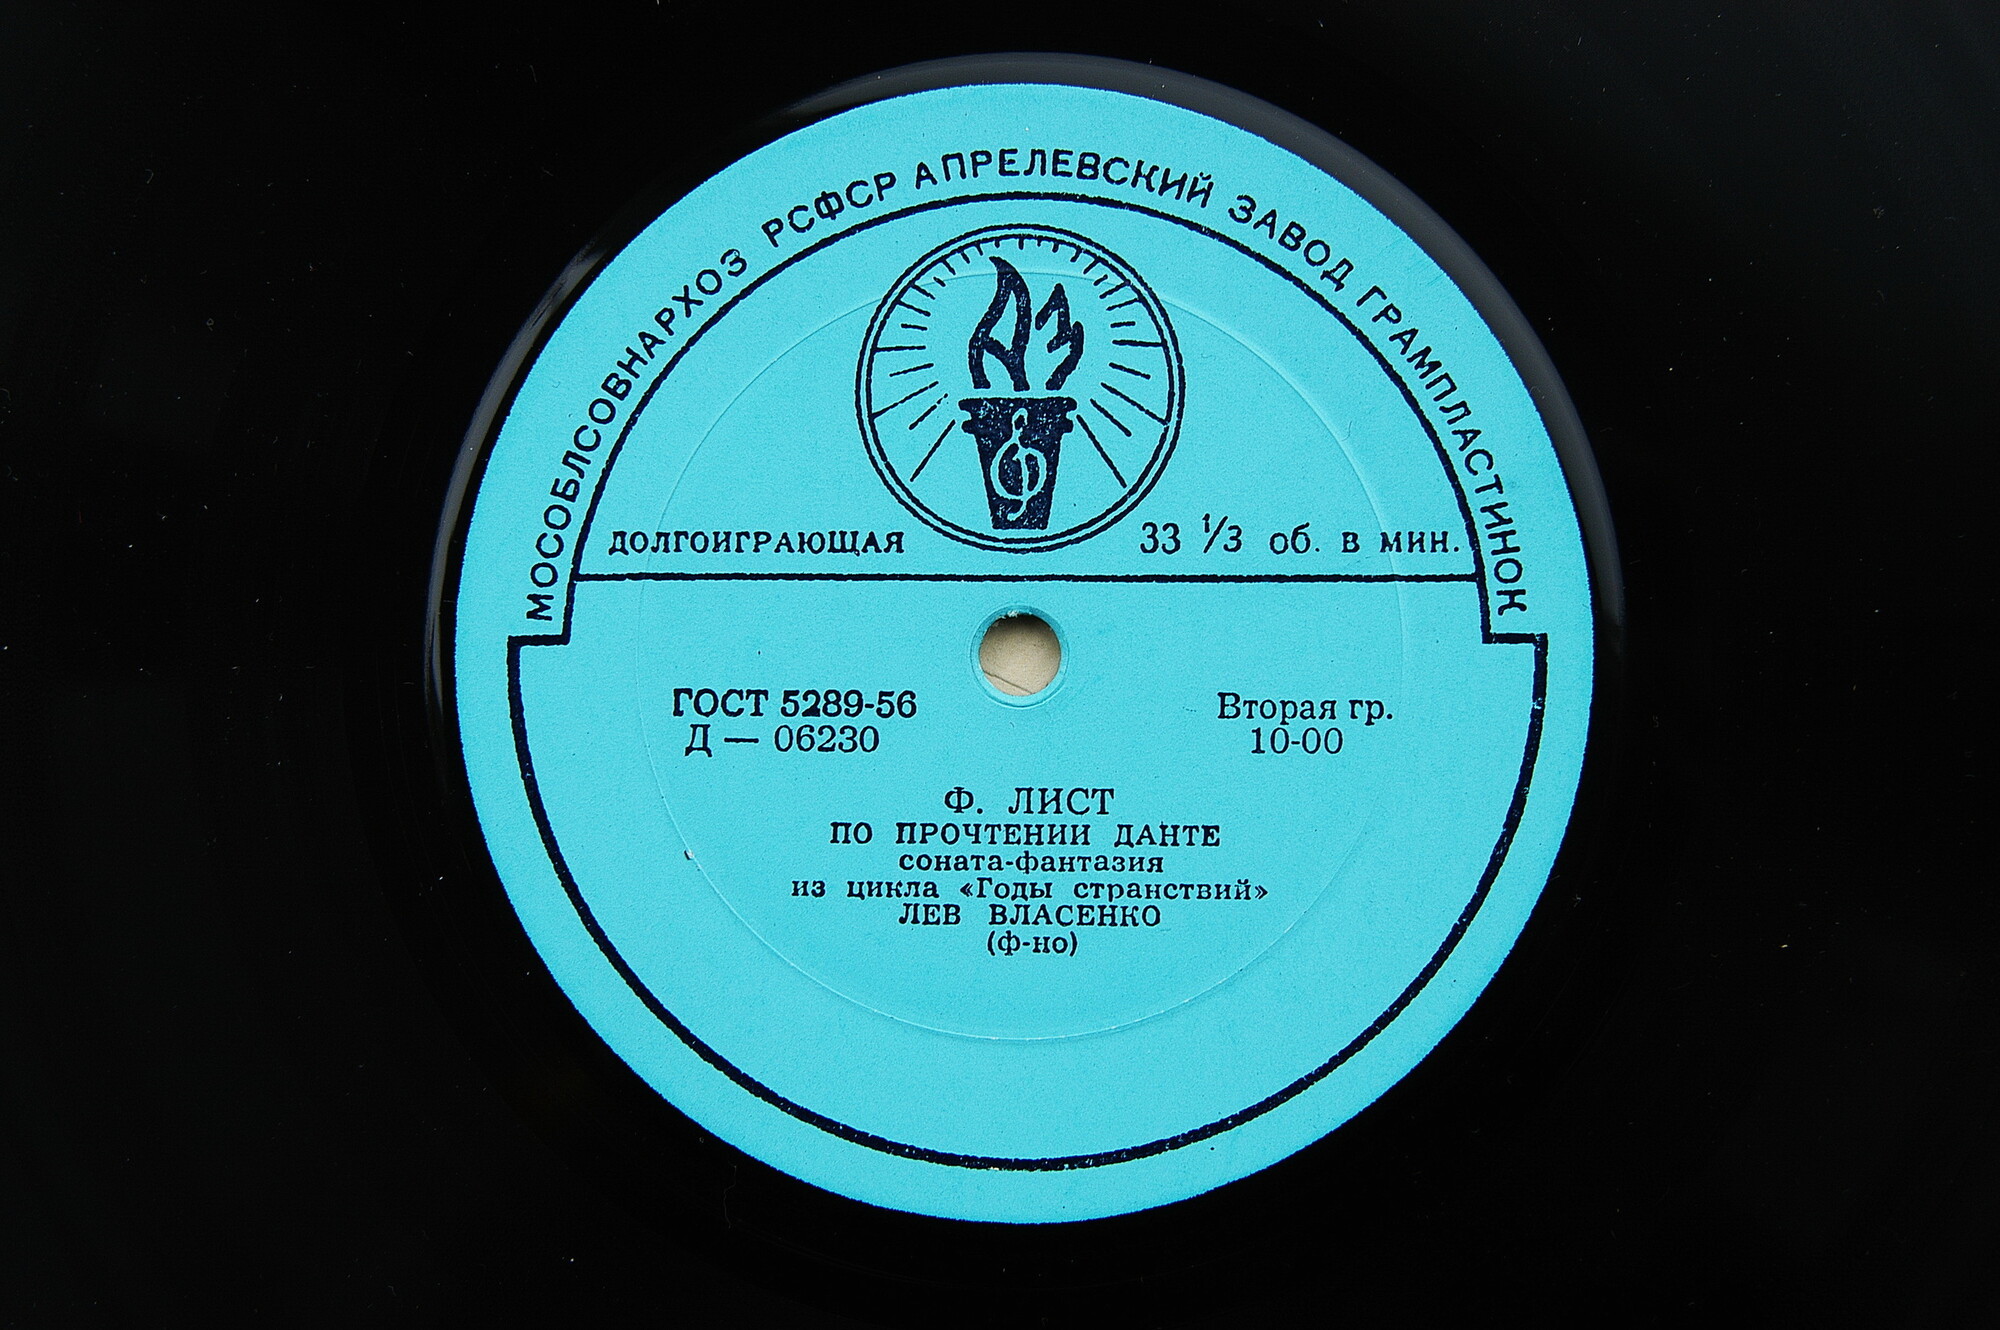 МОСОБЛСОВНАРХОЗ РСФСР АПРЕЛЕВСКИЙ ЗАВОД ГРАМПЛАСТИНОК
АЗ
ДОЛГОИГРАЮЩАЯ 33 1/3 об. в мин.
ГОСТ 5289-56 Вторая гр.
Д — 06230 10-00
Ф. ЛИСТ
ПО ПРОЧТЕНИИ ДАНТЕ
соната-фантазия
из цикла «Годы странствий»
ЛЕВ ВЛАСЕНКО
(ф-но)